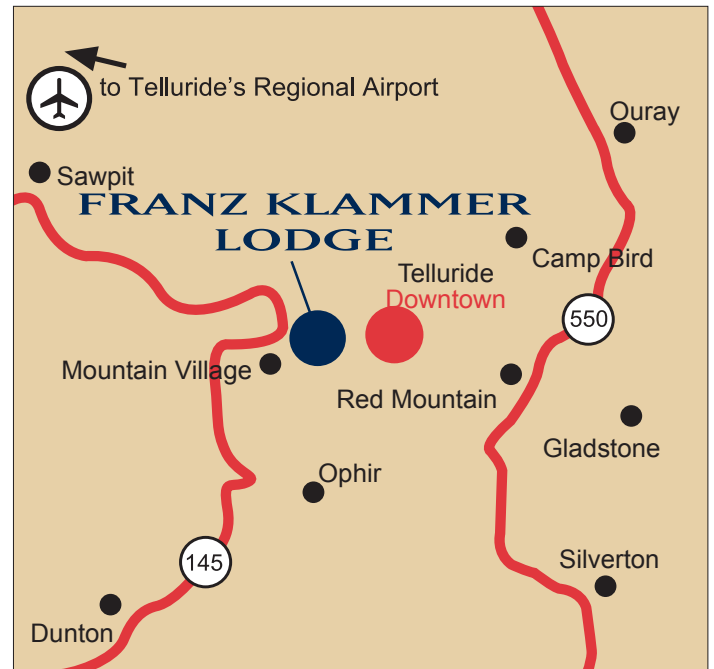 to Telluride's Regional Airport
Ouray
Sawpit
FRANZ KLAMMER
LODGE
Camp Bird
Telluride
Downtown
550
Mountain Village
Red Mountain
Gladstone
Ophir
145
Silverton
Dunton